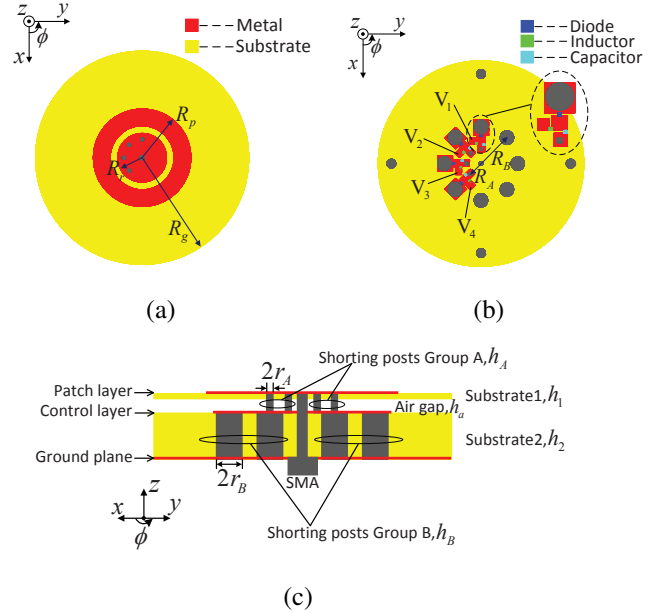 z y
ϕ
x
Metal
Substrate
R_p
R_r
R_g
(a)
z y
ϕ
x
Diode
Inductor
Capacitor
V_1
V_2
V_3
V_4
R_B
R_A
(b)
Shorting posts Group A,h_A
2r_A
Patch layer
Substrate1,h_1
Control layer
Air gap,h_a
Substrate2,h_2
Ground plane
2r_B
SMA
z
x y
ϕ
Shorting posts Group B,h_B
(c)